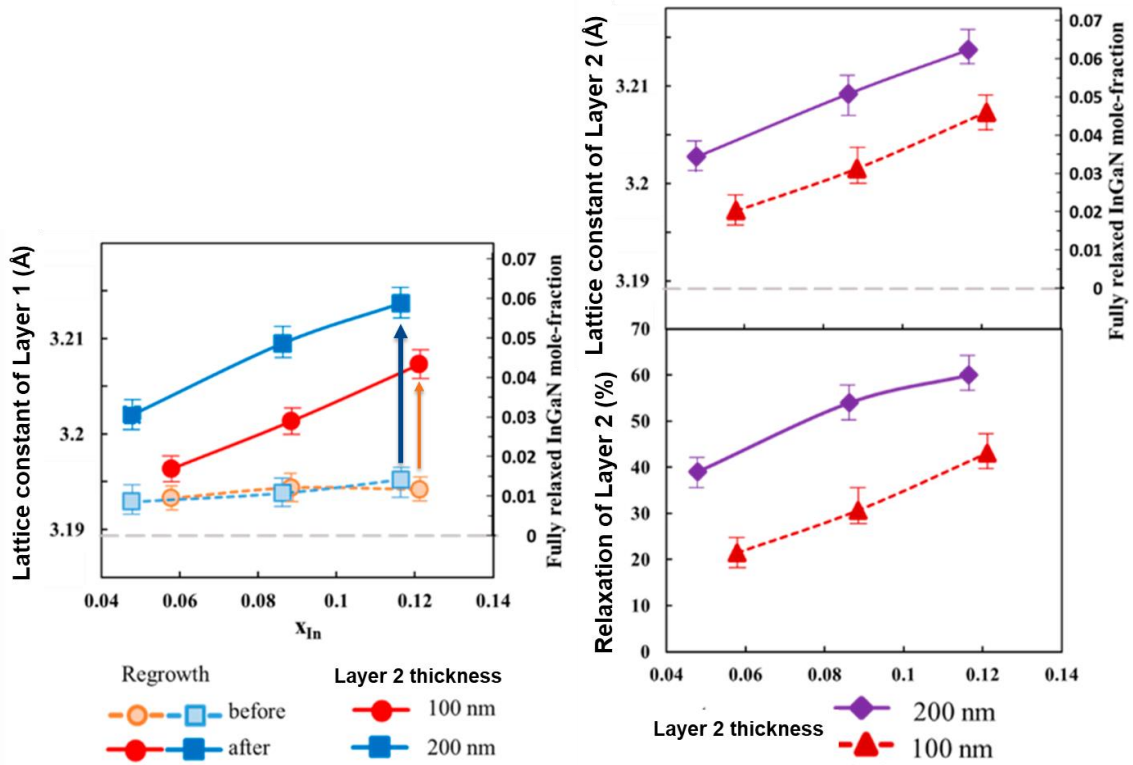 Lattice constant of Layer 1 (Å)
3.21
3.2
3.19
0.07
0.06
0.05
0.04
0.03
0.02
0.01
0
Fully relaxed InGaN mole-fraction
0.04 0.06 0.08 0.1 0.12 0.14
xIn
Regrowth
before
after
Layer 2 thickness
100 nm
200 nm
Lattice constant of Layer 2 (Å)
3.21
3.2
3.19
0.07
0.06
0.05
0.04
0.03
0.02
0.01
0
Fully relaxed InGaN mole-fraction
Relaxation of Layer 2 (%)
70
60
50
40
30
20
10
0
0.04 0.06 0.08 0.1 0.12 0.14
Layer 2 thickness
200 nm
100 nm